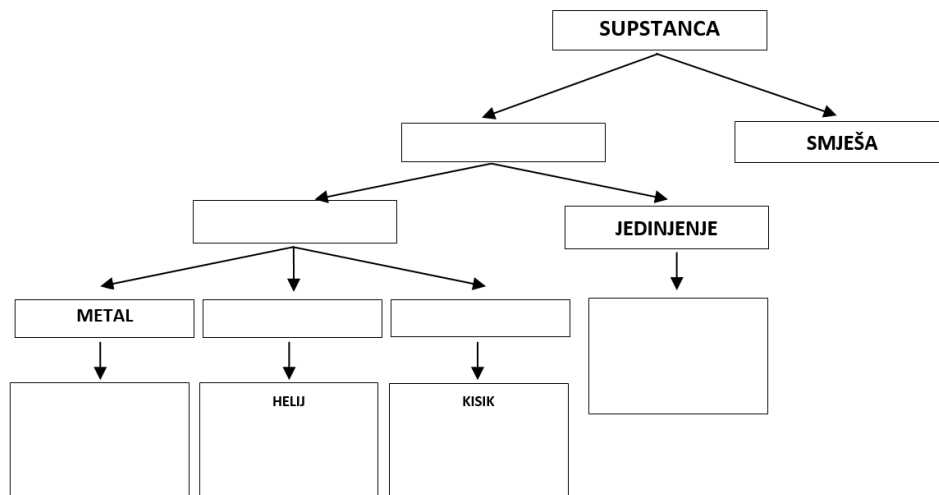 SUPSTANCA
SMJEŠA
JEDINJENJE
METAL
HELIJ
KISIK